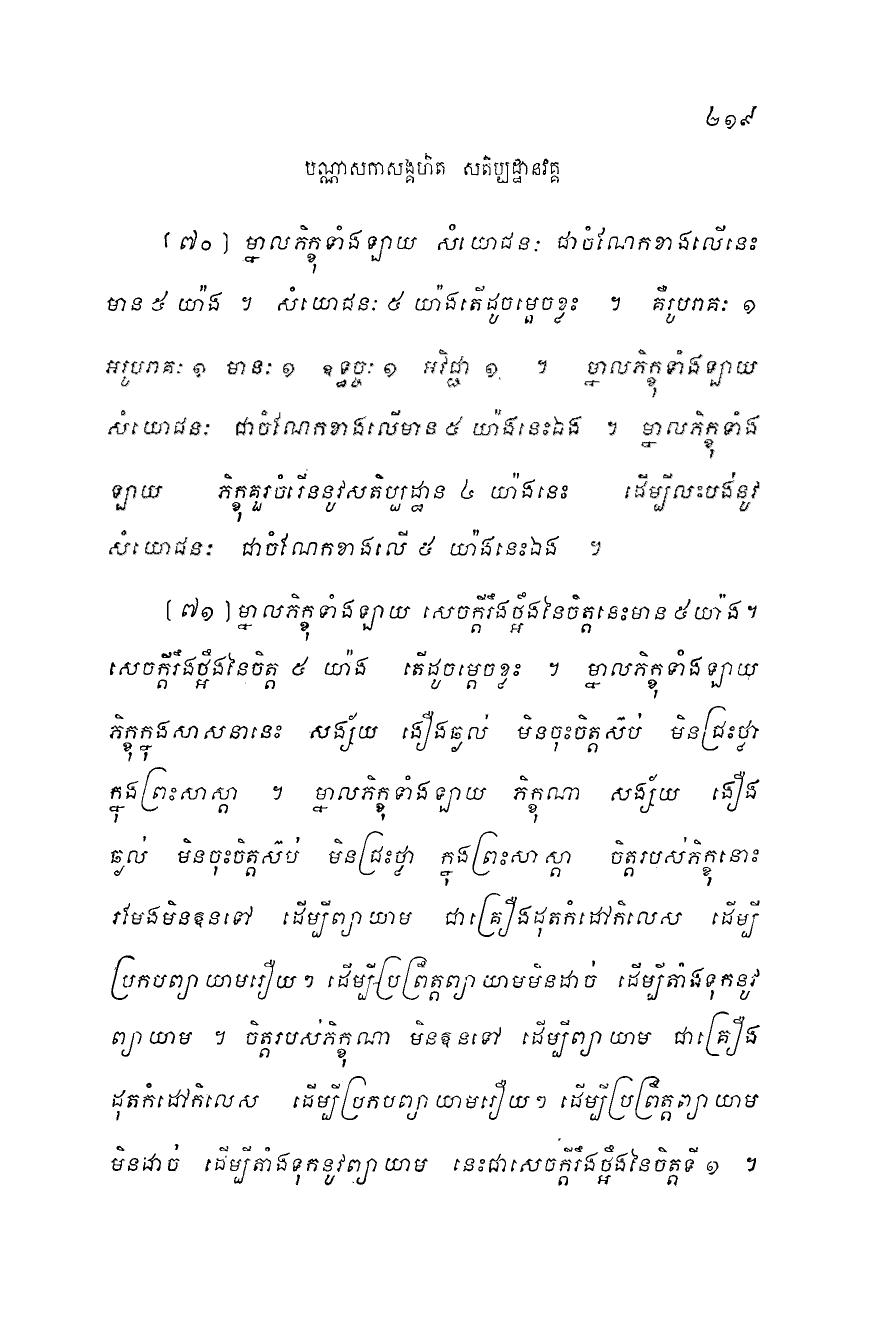 ២១៩
បណ្ណាសកាសង្គហិត សតិប្បដ្ឋានវគ្គ
[៧០] ម្នាលភិក្ខុទាំងឡាយ សំយោជនៈ ជាចំណែកខាងលើនេះ
មាន ៥ យ៉ាង ។ សំយោជនៈ ៥ យ៉ាងតើដូចម្តេចខ្លះ ។ គឺរូបរាគៈ ១
អរូបរាគៈ ១ មានៈ ១ ឧទ្ធច្ចៈ ១ អវិជ្ជា ១ ។ ម្នាលភិក្ខុទាំងឡាយ
សំយោជនៈ ជាចំណែកខាងលើមាន ៥ យ៉ាងនេះឯង ។ ម្នាលភិក្ខុទាំង
ឡាយ ភិក្ខុគួរចំរើននូវសតិប្បដ្ឋាន ៤ យ៉ាងនេះ ដើម្បីលះបង់នូវ
សំយោជនៈ ជាចំណែកខាងលើ ៥ យ៉ាងនេះឯង ។
[៧១] ម្នាលភិក្ខុទាំងឡាយ សេចក្តីរឹងថ្អឹងនៃចិត្តនេះមាន ៥ យ៉ាង ។
សេចក្តីរឹងថ្អឹងនៃចិត្ត ៥ យ៉ាង តើដូចម្តេចខ្លះ ។ ម្នាលភិក្ខុទាំងឡាយ
ភិក្ខុក្នុងសាសនានេះ សង្ស័យ ងឿងឆ្ងល់ មិនចុះចិត្តស៊ប់ មិនជ្រះថ្លា
ក្នុងព្រះសាស្តា ។ ម្នាលភិក្ខុទាំងឡាយ ភិក្ខុណា សង្ស័យ ងឿង
ឆ្ងល់ មិនចុះចិត្តស៊ប់ មិនជ្រះថ្លា ក្នុងព្រះសាស្តា ចិត្តរបស់ភិក្ខុនោះ
រមែងមិនឱនទៅ ដើម្បីព្យាយាម ជាគ្រឿងដុតកំដៅកិលេស ដើម្បី
ប្រកបព្យាយាមរឿយៗ ដើម្បីប្រព្រឹត្តព្យាយាមមិនដាច់ ដើម្បីតាំងទុកនូវ
ព្យាយាម ។ ចិត្តរបស់ភិក្ខុណា មិនឱនទៅ ដើម្បីព្យាយាម ជាគ្រឿង
ដុតកំដៅកិលេស ដើម្បីប្រកបព្យាយាមរឿយៗ ដើម្បីប្រព្រឹត្តព្យាយាម
មិនដាច់ ដើម្បីតាំងទុកនូវព្យាយាម នេះជាសេចក្តីរឹងថ្អឹងនៃចិត្តទី ១ ។